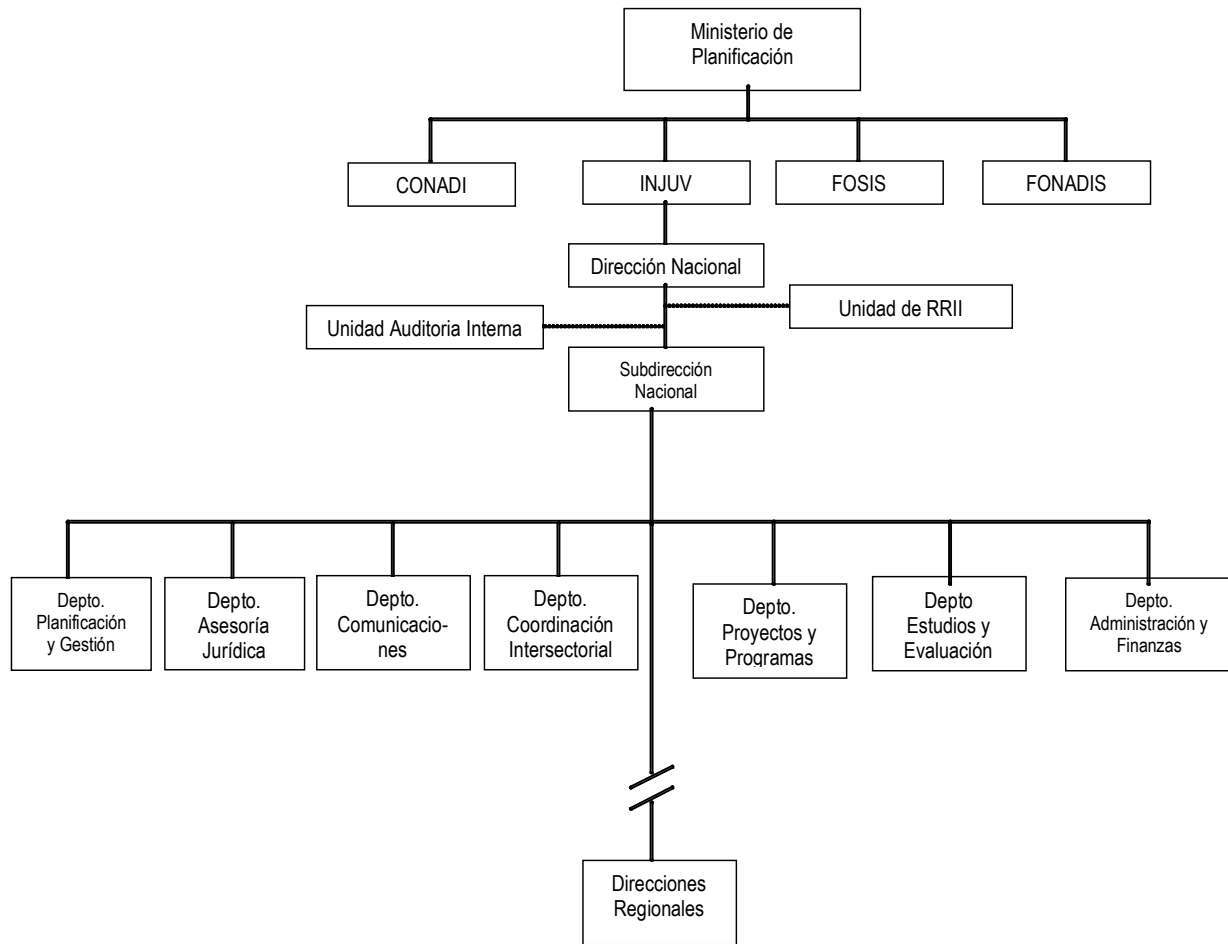 Ministerio de
Planificación
CONADI
INJUV
FOSIS
FONADIS
Dirección Nacional
Unidad de RRII
Unidad Auditoria Interna
Subdirección
Nacional
Depto.
Planificación
y Gestión
Depto.
Asesoría
Jurídica
Depto.
Comunicacio-
nes
Depto.
Coordinación
Intersectorial
Depto.
Proyectos y
Programas
Depto
Estudios y
Evaluación
Depto.
Administración y
Finanzas
Direcciones
Regionales